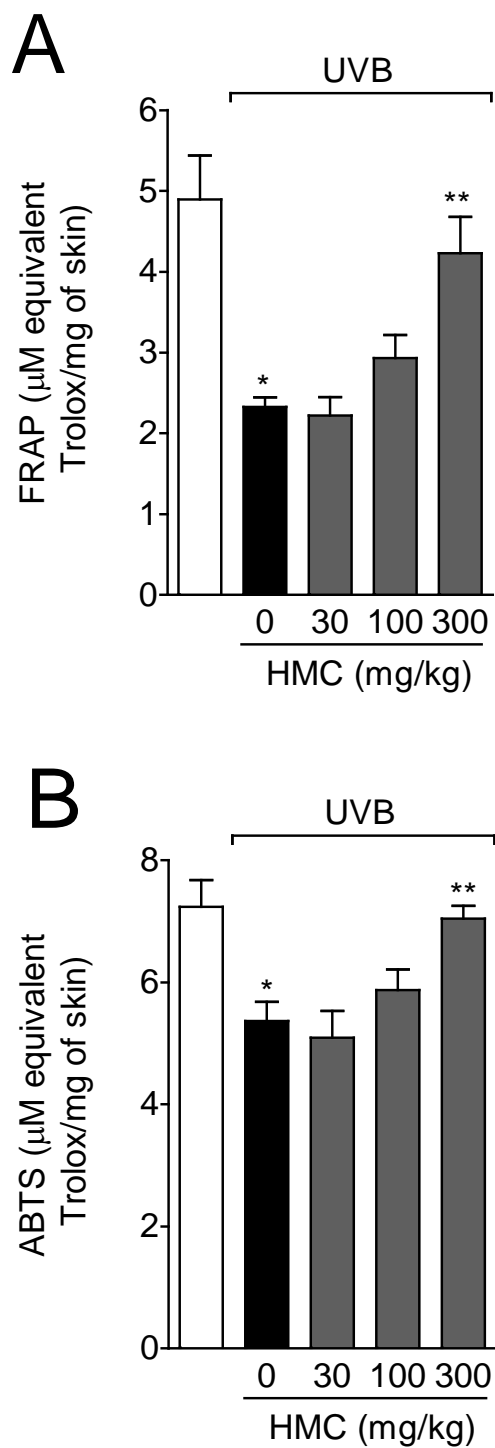 A
UVB
FRAP (μM equivalent
Trolox/mg of skin)
6
5
4
3
2
1
0
*
**
0 30 100 300
HMC (mg/kg)
B
UVB
ABTS (μM equivalent
Trolox/mg of skin)
8
6
4
2
0
*
**
0 30 100 300
HMC (mg/kg)